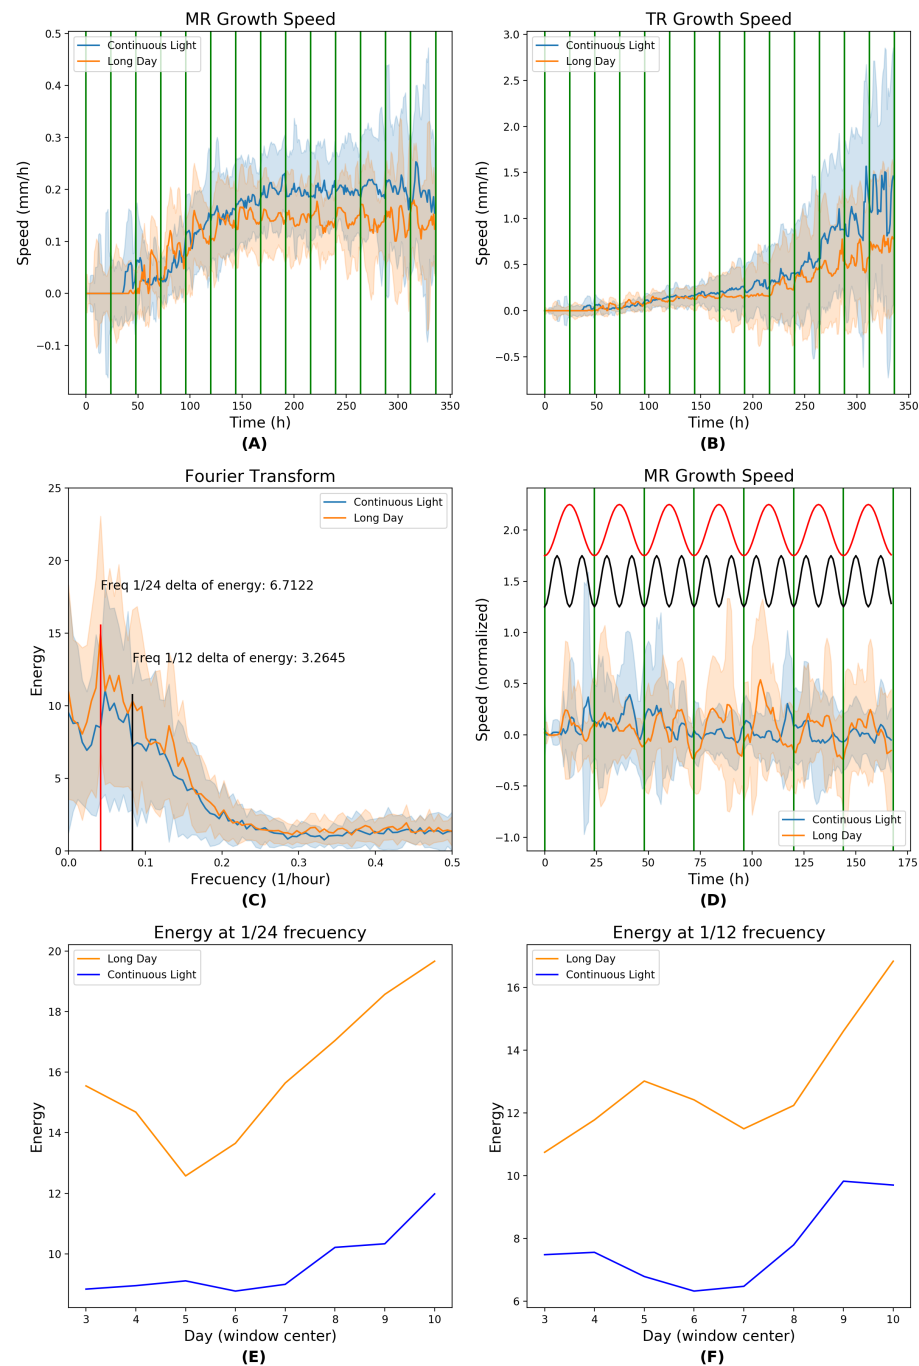 MR Growth Speed
Continuous Light
Long Day
Speed (mm/h)
0.5
0.4
0.3
0.2
0.1
0.0
−0.1
0 50 100 150 200 250 300 350
Time (h)
(A)
TR Growth Speed
Continuous Light
Long Day
Speed (mm/h)
3.0
2.5
2.0
1.5
1.0
0.5
0.0
−0.5
0 50 100 150 200 250 300 350
Time (h)
(B)
Fourier Transform
Continuous Light
Long Day
Freq 1/24 delta of energy: 6.7122
Freq 1/12 delta of energy: 3.2645
Energy
25
20
15
10
5
0
0.0 0.1 0.2 0.3 0.4 0.5
Frecuency (1/hour)
(C)
MR Growth Speed
Speed (normalized)
2.0
1.5
1.0
0.5
0.0
−0.5
−1.0
Continuous Light
Long Day
0 25 50 75 100 125 150 175
Time (h)
(D)
Energy at 1/24 frecuency
Long Day
Continuous Light
Energy
20
18
16
14
12
10
3 4 5 6 7 8 9 10
Day (window center)
(E)
Energy at 1/12 frecuency
Long Day
Continuous Light
Energy
16
14
12
10
8
6
3 4 5 6 7 8 9 10
Day (window center)
(F)